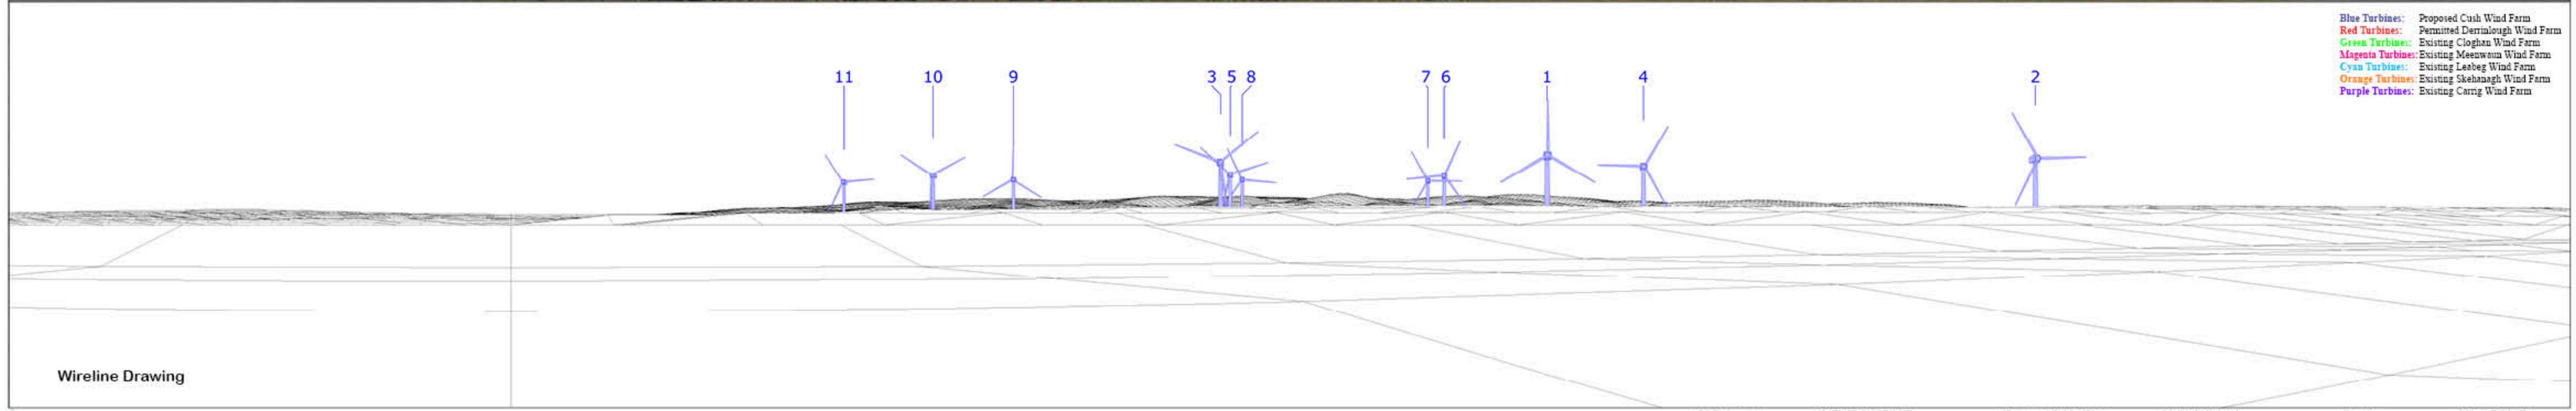 Blue Turbines: Proposed Cush Wind Farm
Red Turbines: Permitted Derrinlough Wind Farm
Green Turbines: Existing Cloghan Wind Farm
Magenta Turbines: Existing Meenwaun Wind Farm
Cyan Turbines: Existing Leabeg Wind Farm
Orange Turbines: Existing Skehanagh Wind Farm
Purple Turbines: Existing Carrig Wind Farm
11 10 9 3 5 8 7 6 1 4 2
Wireline Drawing